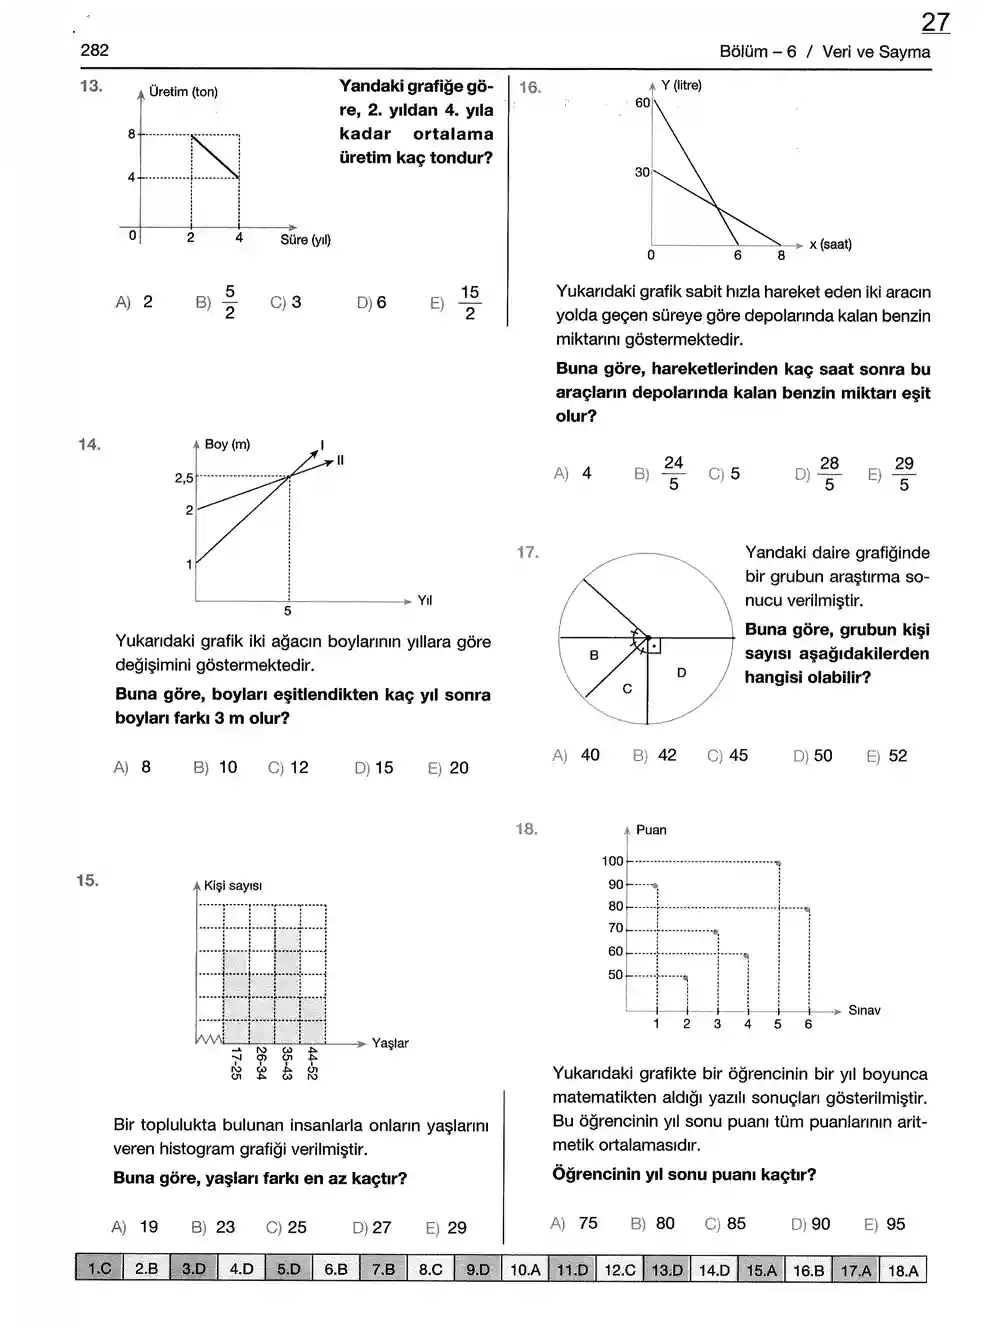 27
282
Bölüm – 6 / Veri ve Sayma
13.
Üretim (ton)
8
4
0
2
4
Süre (yıl)
Yandaki grafiğe gö-
re, 2. yıldan 4. yıla
kadar ortalama
üretim kaç tondur?
A) 2 B) 5/2 C) 3 D) 6 E) 15/2
14.
Boy (m)
I
II
2,5
2
1
5
Yıl
Yukarıdaki grafik iki ağacın boylarının yıllara göre
değişimini göstermektedir.
Buna göre, boyları eşitlendikten kaç yıl sonra
boyları farkı 3 m olur?
A) 8 B) 10 C) 12 D) 15 E) 20
15.
Kişi sayısı
Yaşlar
17-25
26-34
35-43
44-52
Bir toplulukta bulunan insanlarla onların yaşlarını
veren histogram grafiği verilmiştir.
Buna göre, yaşları farkı en az kaçtır?
A) 19 B) 23 C) 25 D) 27 E) 29
16.
Y (litre)
60
30
0
6
8
x (saat)
Yukarıdaki grafik sabit hızla hareket eden iki aracın
yolda geçen süreye göre depolarında kalan benzin
miktarını göstermektedir.
Buna göre, hareketlerinden kaç saat sonra bu
araçların depolarında kalan benzin miktarı eşit
olur?
A) 4 B) 24/5 C) 5 D) 28/5 E) 29/5
17.
B
C
D
Yandaki daire grafiğinde
bir grubun araştırma so-
nucu verilmiştir.
Buna göre, grubun kişi
sayısı aşağıdakilerden
hangisi olabilir?
A) 40 B) 42 C) 45 D) 50 E) 52
18.
Puan
100
90
80
70
60
50
1 2 3 4 5 6
Sınav
Yukarıdaki grafikte bir öğrencinin bir yıl boyunca
matematikten aldığı yazılı sonuçları gösterilmiştir.
Bu öğrencinin yıl sonu puanı tüm puanlarının arit-
metik ortalamasıdır.
Öğrencinin yıl sonu puanı kaçtır?
A) 75 B) 80 C) 85 D) 90 E) 95
1.C 2.B 3.D 4.D 5.D 6.B 7.B 8.C 9.D 10.A 11.D 12.C 13.D 14.D 15.A 16.B 17.A 18.A